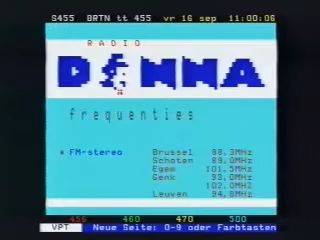 S455 BRTN tt 455 vr 16 sep 11:00:06
RADIO
DONNA
frequenties
* FM-stereo Brussel 88,3MHz
Schoten 89,0MHz
Egem 101,5MHz
Genk 93,0MHz
102,0MHz
Leuven 94,8MHz
456 460 470 500
VPT Neue Seite: 0-9 oder Farbtasten